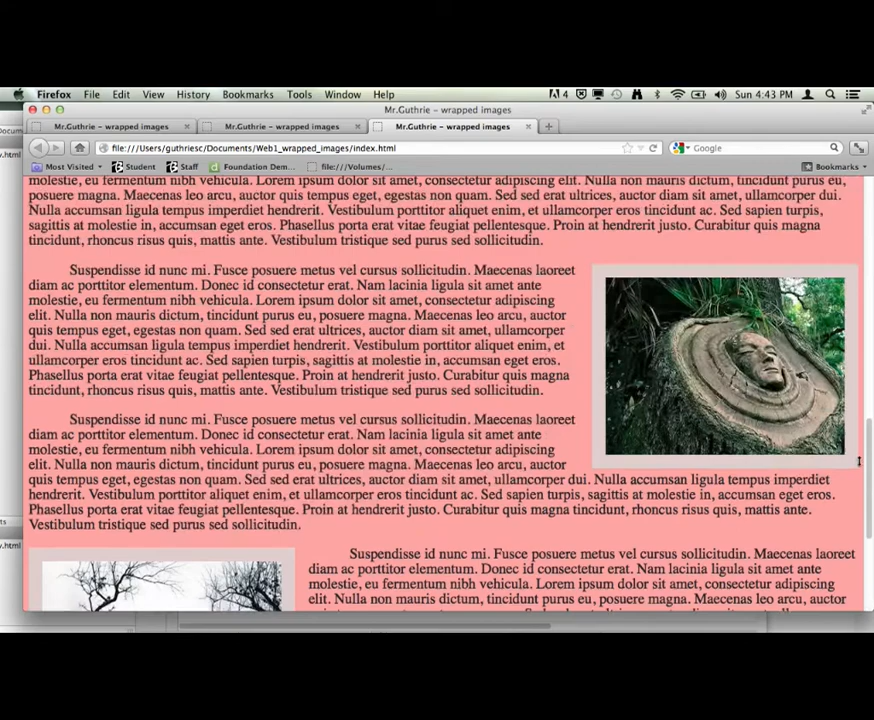 Firefox File Edit View History Bookmarks Tools Window Help 4 Sun 4:43 PM
Mr.Guthrie – wrapped images
Mr.Guthrie – wrapped images Mr.Guthrie – wrapped images Mr.Guthrie – wrapped images
file:///Users/guthriesc/Documents/Web1_wrapped_images/index.html Google
Most Visited Student Staff Foundation Dem... file:///Volumes/... Bookmarks
molestie, eu fermentum nibh vehicula. Lorem ipsum dolor sit amet, consectetur adipiscing elit. Nulla non mauris dictum, tincidunt purus eu,
posuere magna. Maecenas leo arcu, auctor quis tempus eget, egestas non quam. Sed sed erat ultrices, auctor diam sit amet, ullamcorper dui.
Nulla accumsan ligula tempus imperdiet hendrerit. Vestibulum porttitor aliquet enim, et ullamcorper eros tincidunt ac. Sed sapien turpis,
sagittis at molestie in, accumsan eget eros. Phasellus porta erat vitae feugiat pellentesque. Proin at hendrerit justo. Curabitur quis magna
tincidunt, rhoncus risus quis, mattis ante. Vestibulum tristique sed purus sed sollicitudin.
Suspendisse id nunc mi. Fusce posuere metus vel cursus sollicitudin. Maecenas laoreet
diam ac porttitor elementum. Donec id consectetur erat. Nam lacinia ligula sit amet ante
molestie, eu fermentum nibh vehicula. Lorem ipsum dolor sit amet, consectetur adipiscing
elit. Nulla non mauris dictum, tincidunt purus eu, posuere magna. Maecenas leo arcu, auctor
quis tempus eget, egestas non quam. Sed sed erat ultrices, auctor diam sit amet, ullamcorper
dui. Nulla accumsan ligula tempus imperdiet hendrerit. Vestibulum porttitor aliquet enim, et
ullamcorper eros tincidunt ac. Sed sapien turpis, sagittis at molestie in, accumsan eget eros.
Phasellus porta erat vitae feugiat pellentesque. Proin at hendrerit justo. Curabitur quis magna
tincidunt, rhoncus risus quis, mattis ante. Vestibulum tristique sed purus sed sollicitudin.
Suspendisse id nunc mi. Fusce posuere metus vel cursus sollicitudin. Maecenas laoreet
diam ac porttitor elementum. Donec id consectetur erat. Nam lacinia ligula sit amet ante
molestie, eu fermentum nibh vehicula. Lorem ipsum dolor sit amet, consectetur adipiscing
elit. Nulla non mauris dictum, tincidunt purus eu, posuere magna. Maecenas leo arcu, auctor
quis tempus eget, egestas non quam. Sed sed erat ultrices, auctor diam sit amet, ullamcorper dui. Nulla accumsan ligula tempus imperdiet
hendrerit. Vestibulum porttitor aliquet enim, et ullamcorper eros tincidunt ac. Sed sapien turpis, sagittis at molestie in, accumsan eget eros.
Phasellus porta erat vitae feugiat pellentesque. Proin at hendrerit justo. Curabitur quis magna tincidunt, rhoncus risus quis, mattis ante.
Vestibulum tristique sed purus sed sollicitudin.
Suspendisse id nunc mi. Fusce posuere metus vel cursus sollicitudin. Maecenas laoreet
diam ac porttitor elementum. Donec id consectetur erat. Nam lacinia ligula sit amet ante
molestie, eu fermentum nibh vehicula. Lorem ipsum dolor sit amet, consectetur adipiscing
elit. Nulla non mauris dictum, tincidunt purus eu, posuere magna. Maecenas leo arcu, auctor